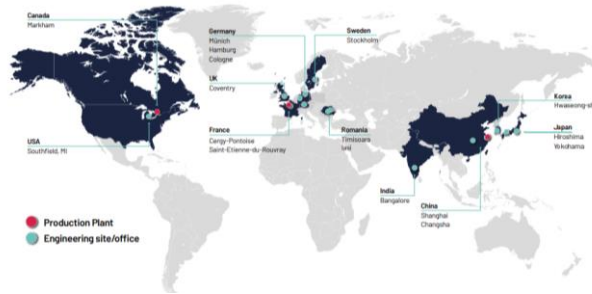 Canada
Markham
USA
Southfield, MI
Germany
Münich
Hamburg
Cologne
UK
Coventry
France
Cergy-Pontoise
Saint-Etienne-du-Rouvray
Sweden
Stockholm
Romania
Timisoara
Iasi
India
Bangalore
China
Shanghai
Changsha
Korea
Hwaseong-si
Japan
Hiroshima
Yokohama
Production Plant
Engineering site/office